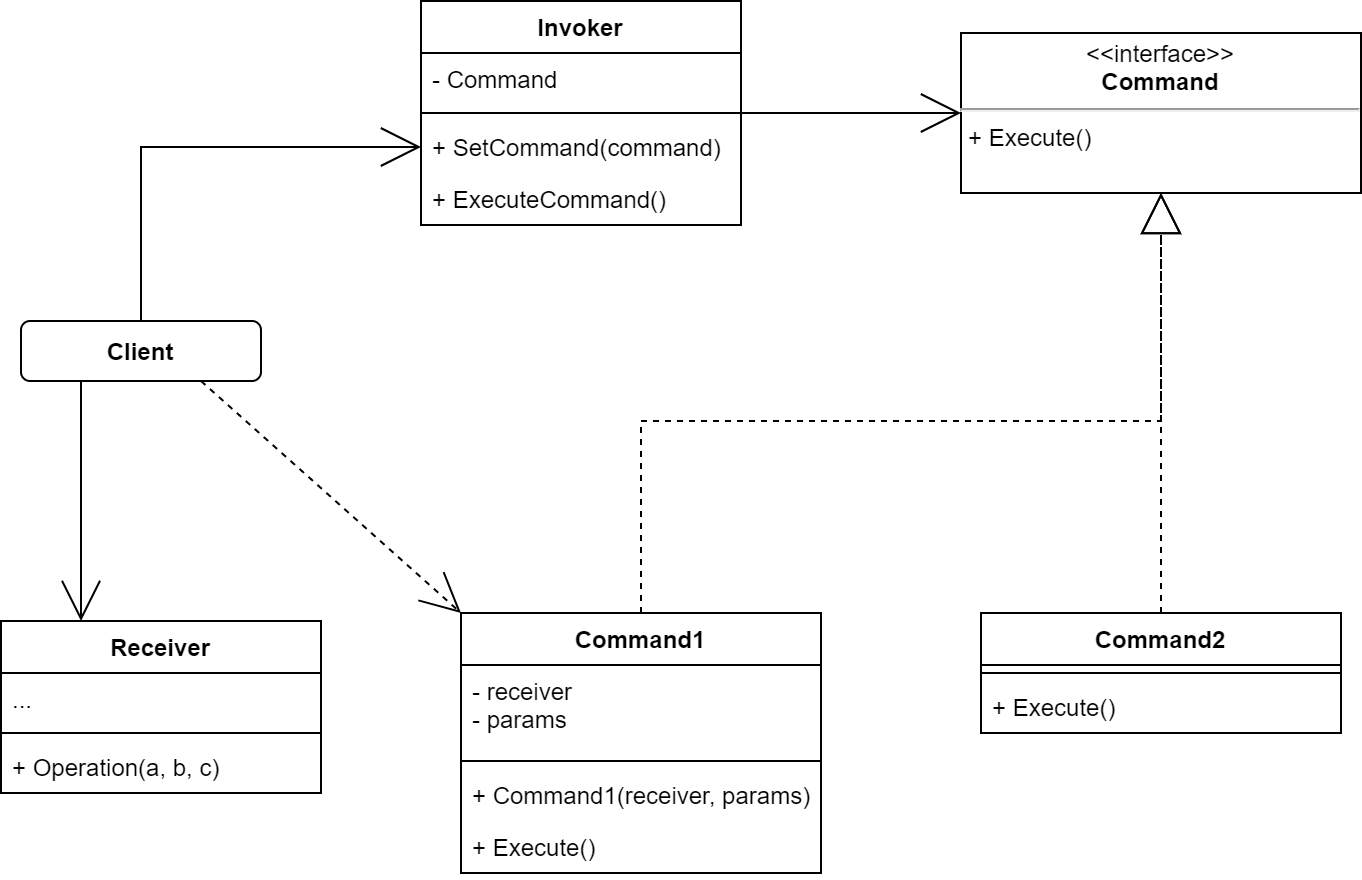 Invoker
- Command
+ SetCommand(command)
+ ExecuteCommand()
<<interface>>
Command
+ Execute()
Client
Receiver
...
+ Operation(a, b, c)
Command1
- receiver
- params
+ Command1(receiver, params)
+ Execute()
Command2
+ Execute()